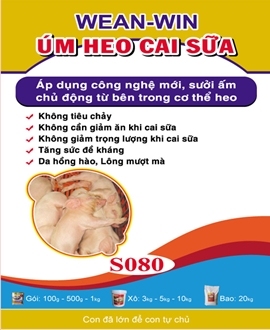 WEAN-WIN
ÚM HEO CAI SỮA
Áp dụng công nghệ mới, sưởi ấm
chủ động từ bên trong cơ thể heo
Không tiêu chảy
Không cần giảm ăn khi cai sữa
Không giảm trọng lượng khi cai sữa
Tăng sức đề kháng
Da hồng hào, Lông mượt mà
S080
Gói: 100g - 500g - 1kg
Xô: 3kg - 5kg - 10kg
Bao: 20kg
Con đã lớn để con tự chủ